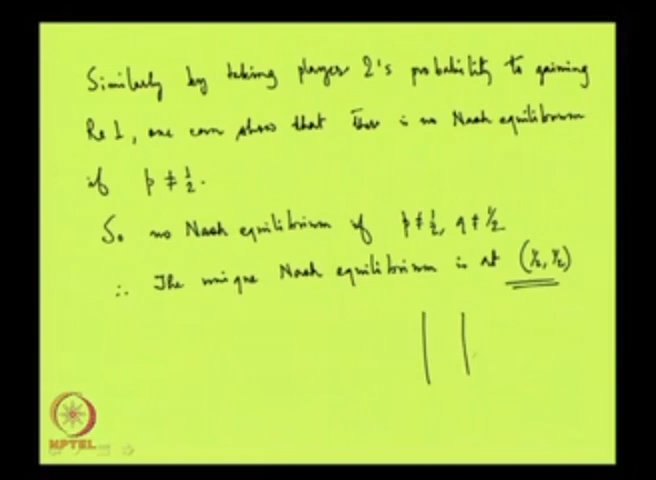 Similarly by taking player 2's probability to gaining
Re 1, one can show that there is no Nash equilibrium
if p ≠ 1/2.
So no Nash equilibrium if p ≠ 1/2, q ≠ 1/2
∴ The unique Nash equilibrium is at (1/2, 1/2)
NPTEL